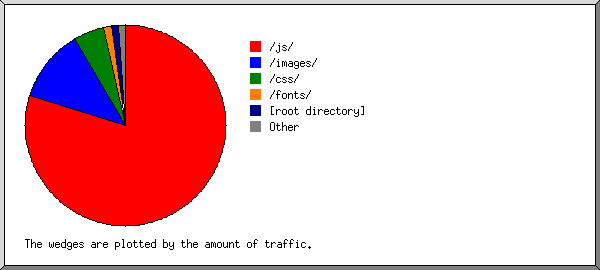 /js/
/images/
/css/
/fonts/
[root directory]
Other
The wedges are plotted by the amount of traffic.